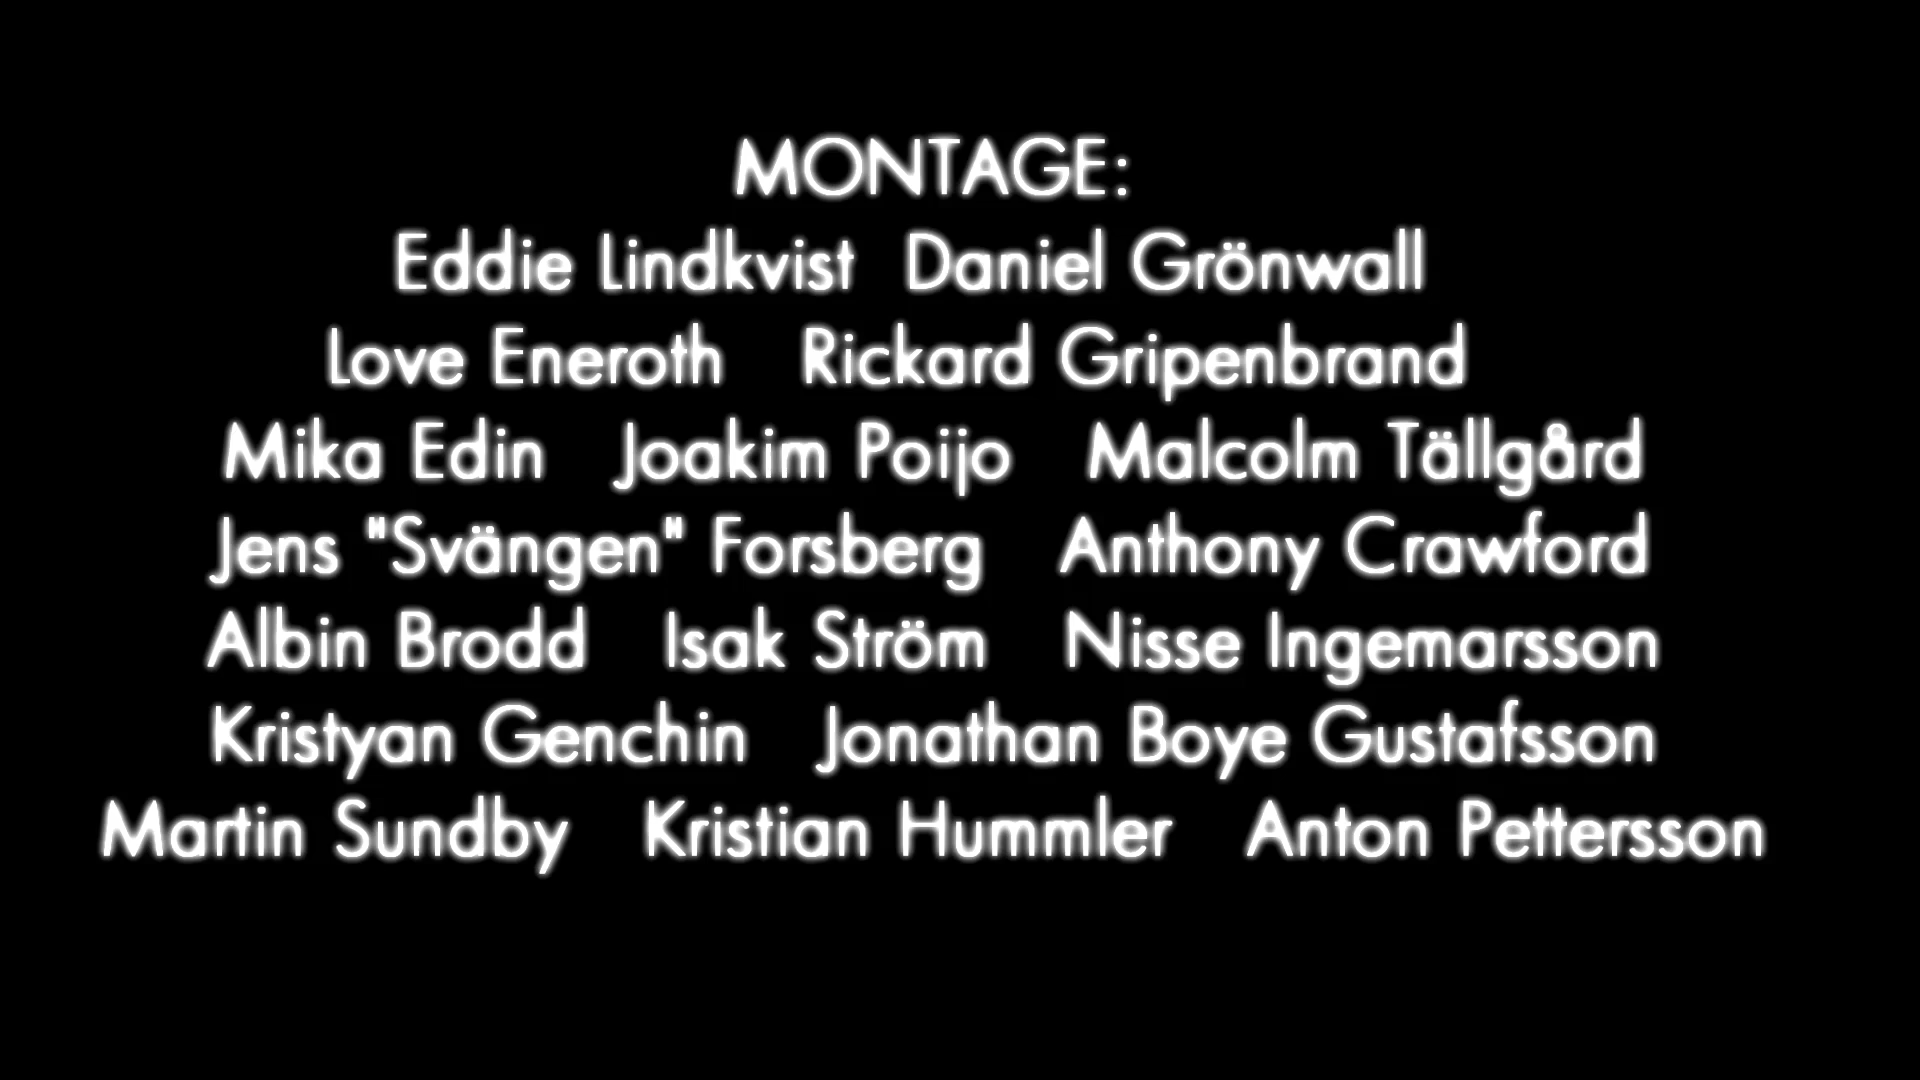 MONTAGE:
Eddie Lindkvist Daniel Grönwall
Love Eneroth Rickard Gripenbrand
Mika Edin Joakim Poijo Malcolm Tällgård
Jens "Svängen" Forsberg Anthony Crawford
Albin Brodd Isak Ström Nisse Ingemarsson
Kristyan Genchin Jonathan Boye Gustafsson
Martin Sundby Kristian Hummler Anton Pettersson